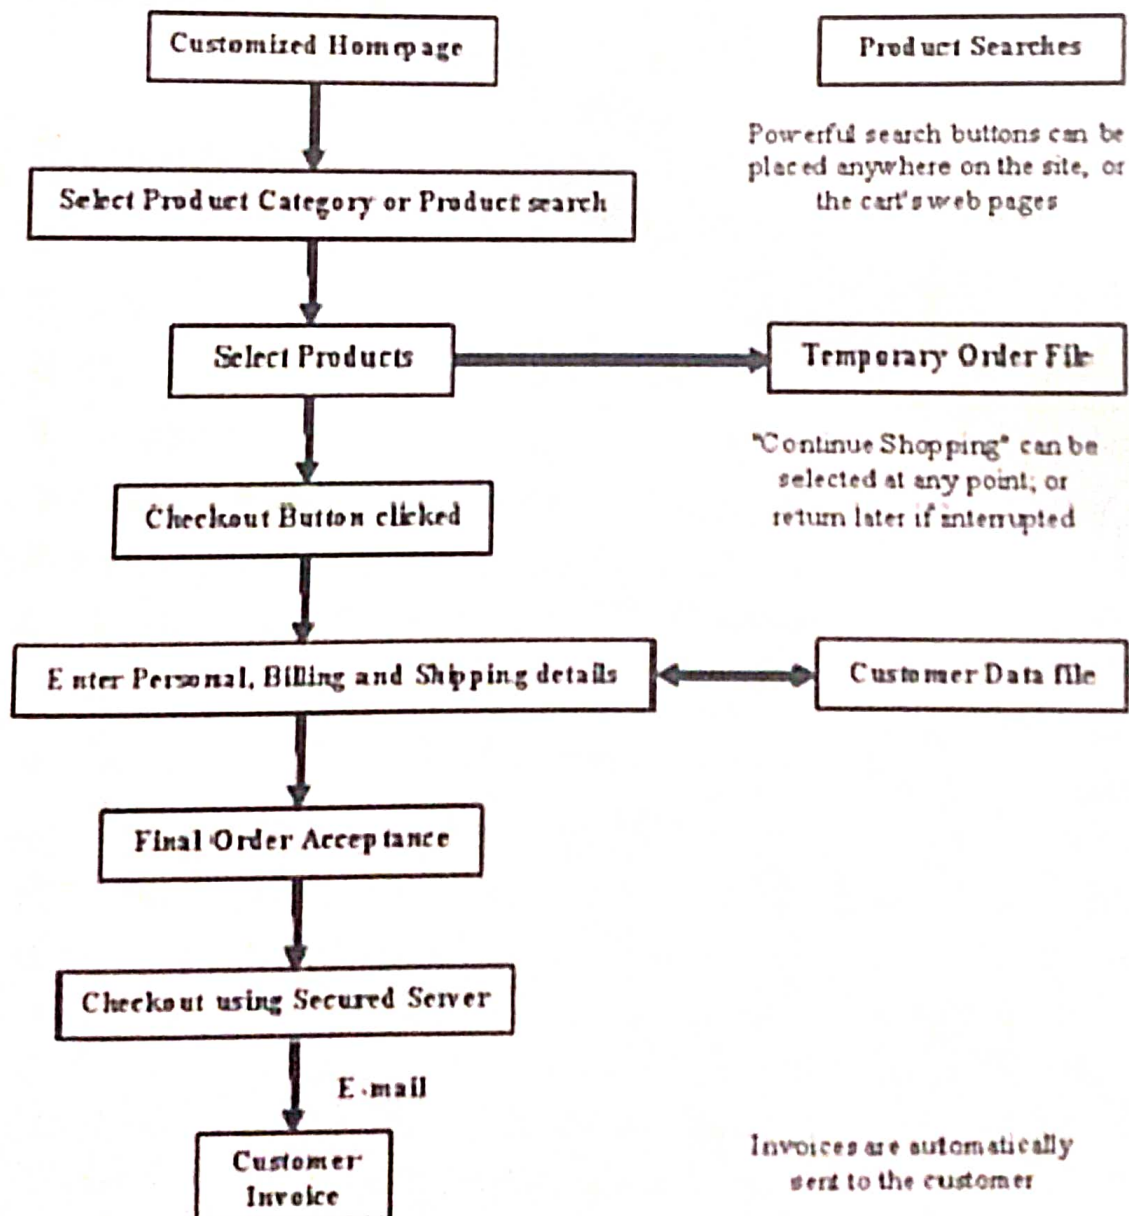 Customized Homepage
Product Searches
Powerful search buttons can be
placed anywhere on the site, or
the cart's web pages
Select Product Category or Product search
Select Products
Temporary Order File
"Continue Shopping" can be
selected at any point; or
return later if interrupted
Checkout Button clicked
Enter Personal, Billing and Shipping details
Customer Data file
Final Order Acceptance
Checkout using Secured Server
E-mail
Customer
Invoice
Invoices are automatically
sent to the customer